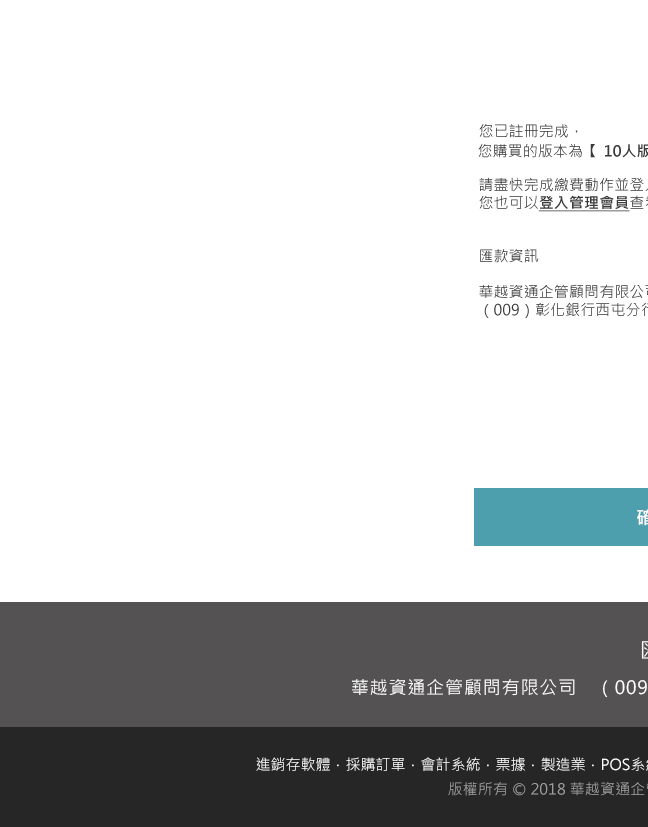 您已註冊完成．
您購買的版本為【 10人版
請盡快完成繳費動作並登入
您也可以登入管理會員查看
匯款資訊
華越資通企管顧問有限公司
（009）彰化銀行西屯分行
確
匯
華越資通企管顧問有限公司 （009
進銷存軟體．採購訂單．會計系統．票據．製造業．POS系統
版權所有 © 2018 華越資通企管